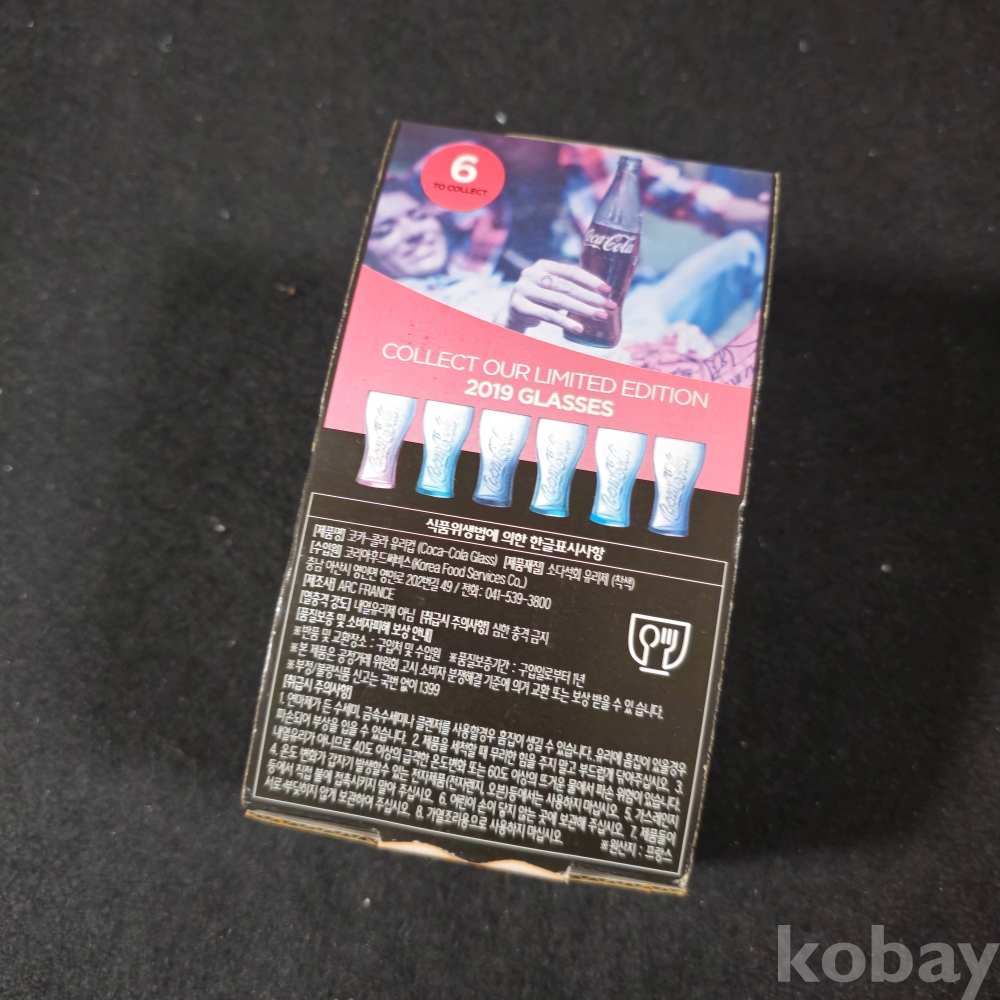 6
TO COLLECT
Coca-Cola
COLLECT OUR LIMITED EDITION
2019 GLASSES
식품위생법에 의한 한글표시사항
[제품명] 코카-콜라 유리컵 (Coca-Cola Glass) [제품재질] 소다석회 유리제 (착색)
[수입원] 코리아후드써비스(Korea Food Services Co.,)
충남 아산시 영인면 영인로 202번길 49 / 전화: 041-539-3800
[제조사] ARC FRANCE
[열충격 강도] 내열유리제 아님 [취급시 주의사항] 심한 충격 금지
[품질보증 및 소비자피해 보상 안내]
※반품 및 교환장소 : 구입처 및 수입원 ※품질보증기간 : 구입일로부터 1년
※본 제품은 공정거래 위원회 고시 소비자 분쟁해결 기준에 의거 교환 또는 보상 받을 수 있 습니다.
※부정/불량식품 신고는 국번 없이 1399
[취급시 주의사항]
1. 연마제가 든 수세미, 금속수세미나 클렌저를 사용할경우 흠집이 생길 수 있습니다. 유리에 흠집이 있을경우
파손되어 부상을 입을 수 있습니다. 2. 제품을 세척할 때 무리한 힘을 주지 말고 부드럽게 닦아주십시오. 3.
내열유리가 아니므로 40도 이상의 급격한 온도변화 또는 60도 이상의 뜨거운 물에서 파손 위험이 있습니다.
4. 온도 변화가 갑자기 발생할수 있는 전자제품(전자렌지, 오븐)등에서는 사용하지 마십시오. 5. 가스레인지
등에서 직접 불에 접촉시키지 말아 주십시오. 6. 어린이 손이 닿지 않는 곳에 보관해 주십시오. 7. 제품들이
서로 부딪히지 않게 보관하여 주십시오. 8. 가열조리용으로 사용하지 마십시오.
※원산지 : 프랑스
kobay